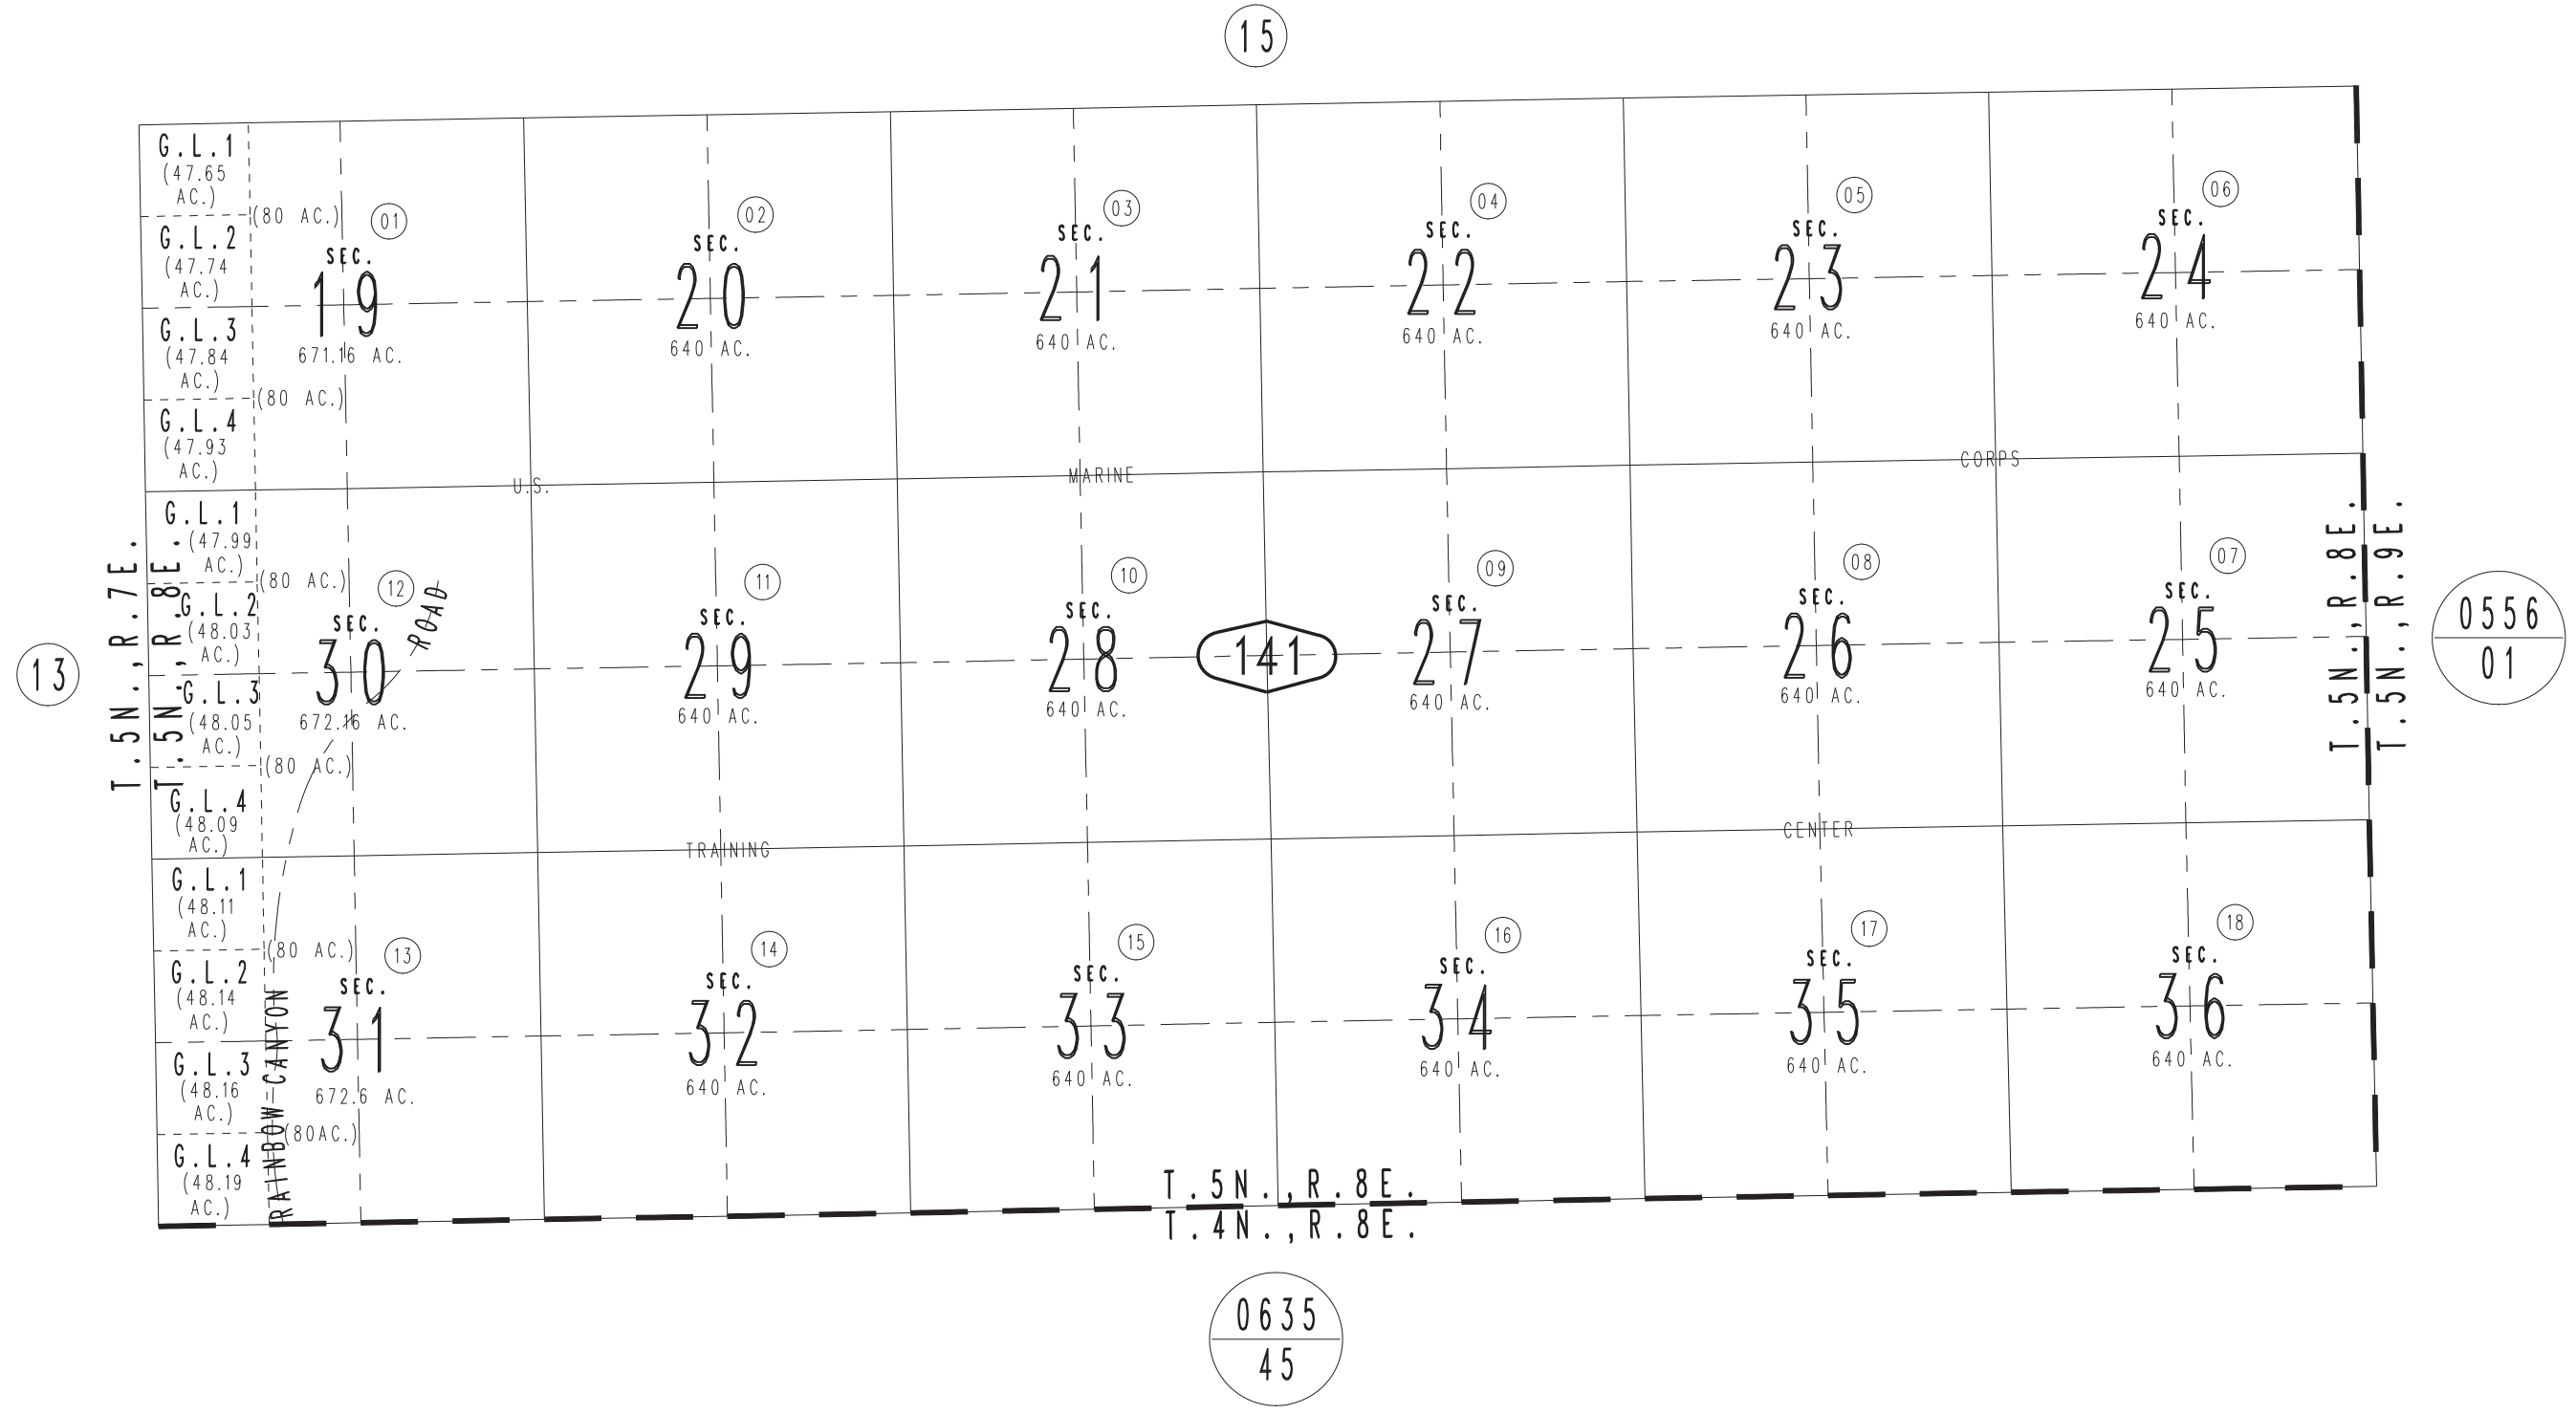 15
G.L.1
(47.65
AC.)
G.L.2
(47.74
AC.)
G.L.3
(47.84
AC.)
G.L.4
(47.93
AC.)
(80 AC.)
(80 AC.)
01
SEC.
19
671.16 AC.
02
SEC.
20
640 AC.
03
SEC.
21
640 AC.
04
SEC.
22
640 AC.
05
SEC.
23
640 AC.
06
SEC.
24
640 AC.
U.S. MARINE CORPS
13
T.5N.,R.7E.
T.5N.,R.8E.
G.L.1
(47.99
AC.)
G.L.2
(48.03
AC.)
G.L.3
(48.05
AC.)
G.L.4
(48.09
AC.)
(80 AC.)
(80 AC.)
12
SEC.
30
672.16 AC.
ROAD
11
SEC.
29
640 AC.
10
SEC.
28
640 AC.
141
09
SEC.
27
640 AC.
08
SEC.
26
640 AC.
07
SEC.
25
640 AC.
T.5N.,R.8E.
T.5N.,R.9E.
0556
01
TRAINING CENTER
G.L.1
(48.11
AC.)
G.L.2
(48.14
AC.)
G.L.3
(48.16
AC.)
G.L.4
(48.19
AC.)
(80 AC.)
(80AC.)
RAINBOW CANYON
13
SEC.
31
672.6 AC.
14
SEC.
32
640 AC.
15
SEC.
33
640 AC.
16
SEC.
34
640 AC.
17
SEC.
35
640 AC.
18
SEC.
36
640 AC.
T.5N.,R.8E.
T.4N.,R.8E.
0635
45